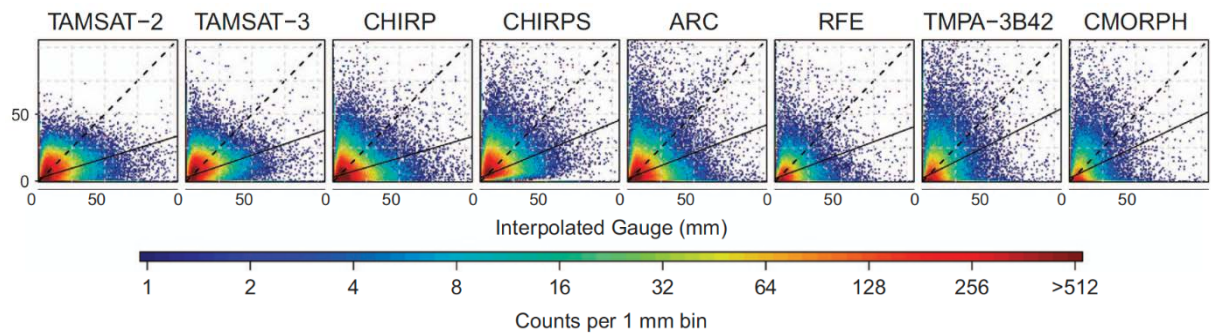 TAMSAT−2 TAMSAT−3 CHIRP CHIRPS ARC RFE TMPA−3B42 CMORPH
50
0
0 50 0 50 0 50 0 50 0 50 0 50 0 50 0 50
Interpolated Gauge (mm)
1 2 4 8 16 32 64 128 256 >512
Counts per 1 mm bin